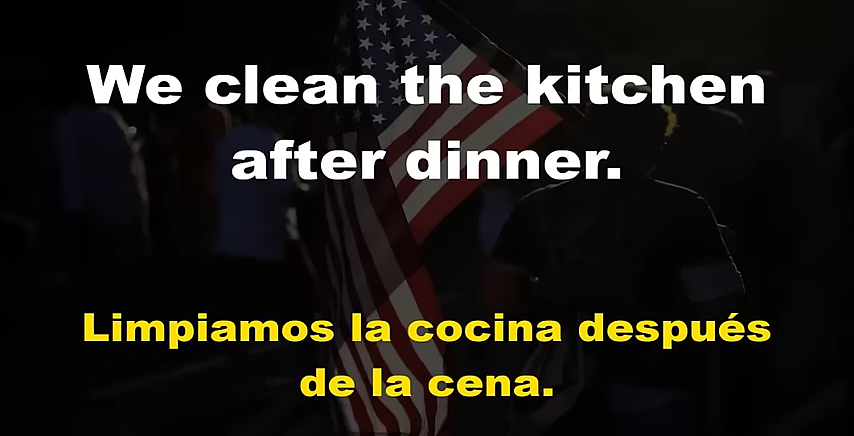 We clean the kitchen
after dinner.
Limpiamos la cocina después
de la cena.